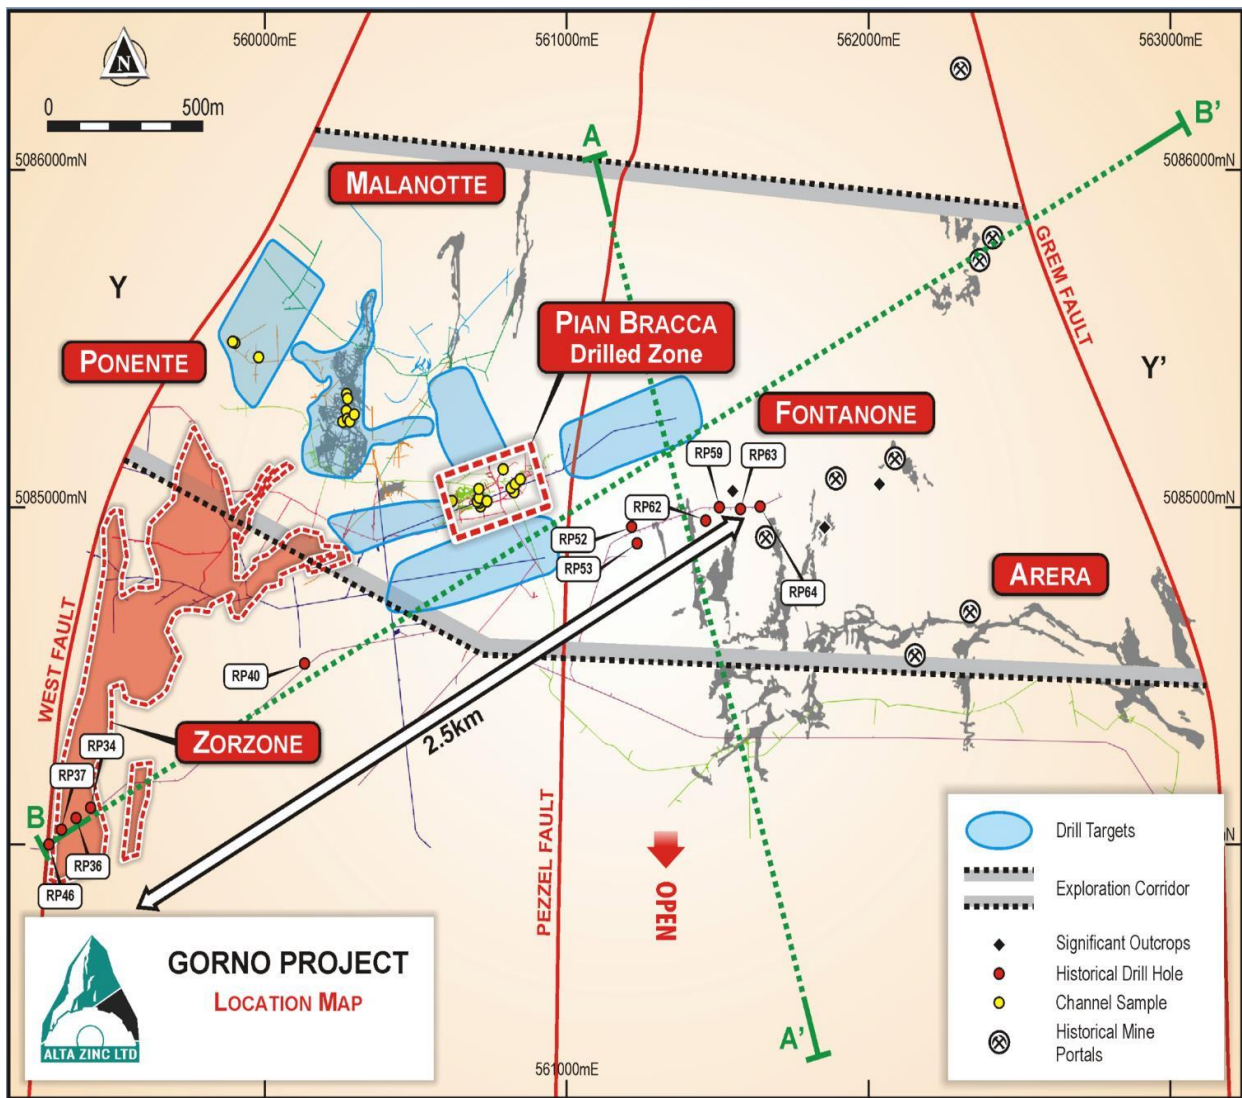 560000mE
561000mE
562000mE
563000mE
N
0
500m
A
B'
5086000mN
5086000mN
MALANOTTE
GREM FAULT
Y
PIAN BRACCA
Drilled Zone
Y'
PONENTE
FONTANONE
RP59
RP63
5085000mN
5085000mN
RP62
RP52
RP53
ARERA
RP64
WEST FAULT
RP40
2.5km
ZORZONE
RP34
RP37
B
RP36
RP46
PEZZEL FAULT
OPEN
A'
561000mE
GORNO PROJECT
LOCATION MAP
ALTA ZINC LTD
Drill Targets
Exploration Corridor
Significant Outcrops
Historical Drill Hole
Channel Sample
Historical Mine
Portals